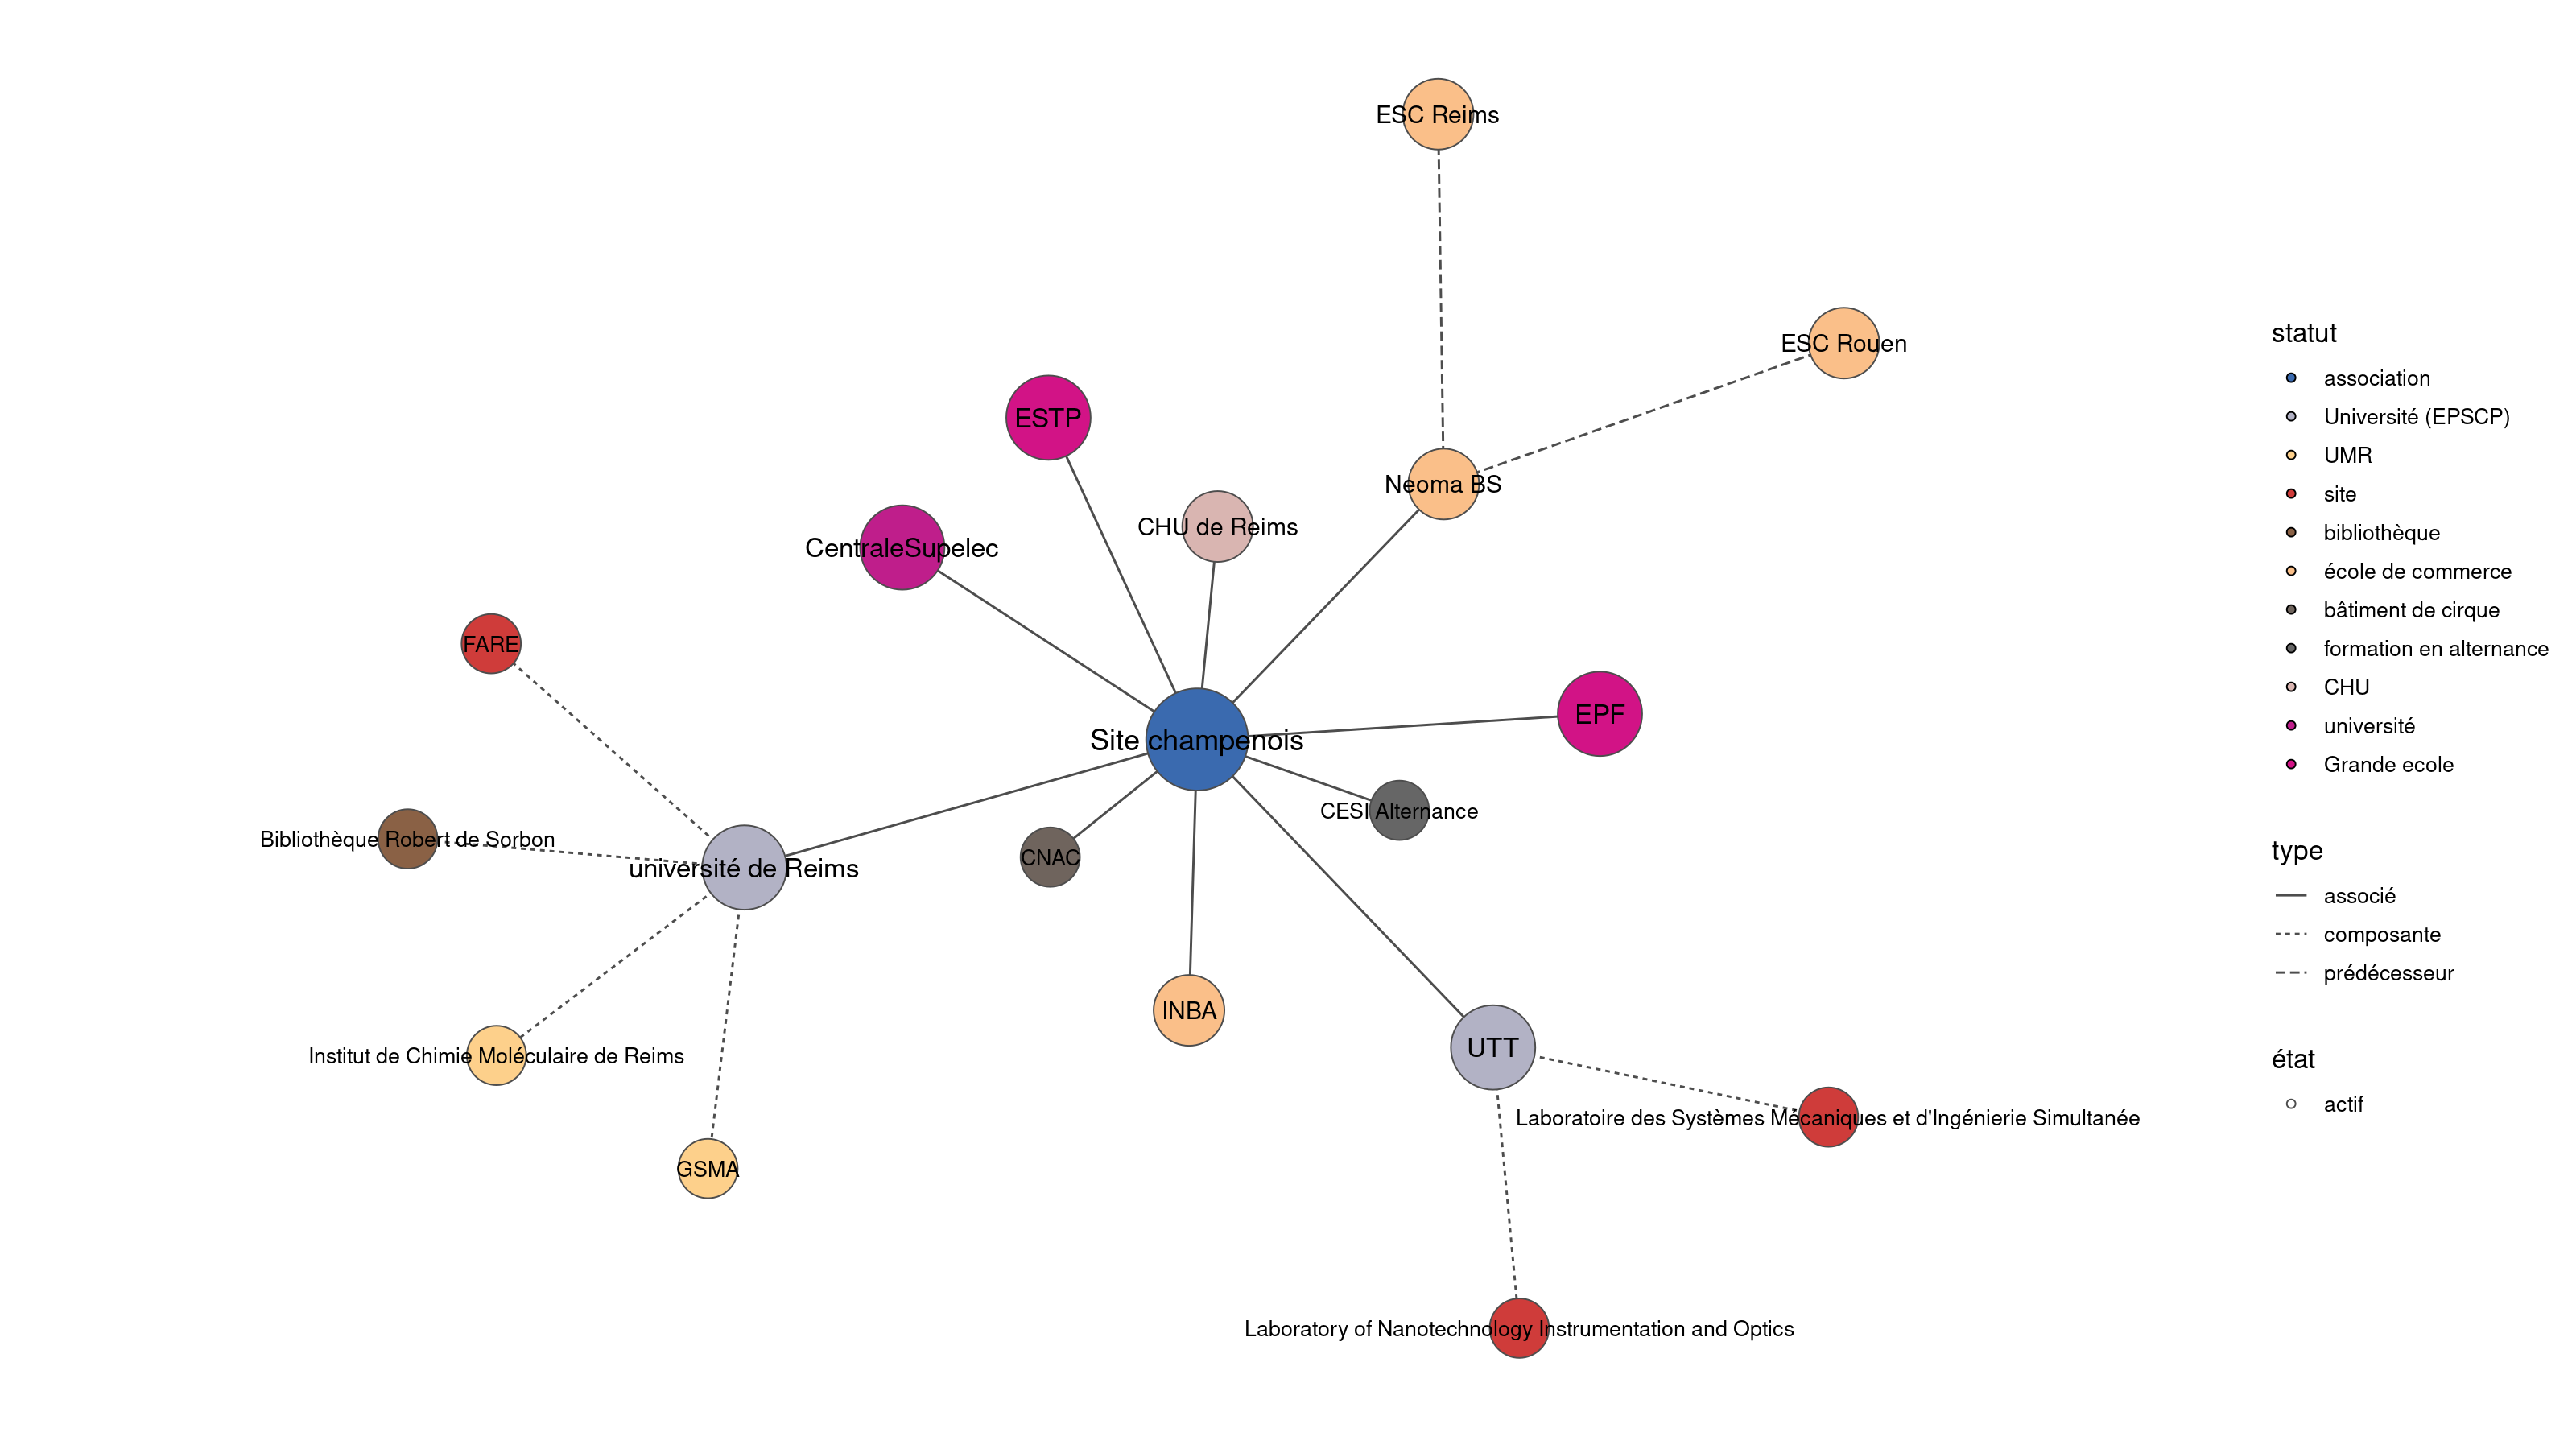 ESC Reims
ESC Rouen
ESTP
Neoma BS
CHU de Reims
CentraleSupelec
FARE
EPF
Site champenois
CESI Alternance
Bibliothèque Robert de Sorbon
CNAC
université de Reims
INBA
UTT
Institut de Chimie Moléculaire de Reims
Laboratoire des Systèmes Mécaniques et d'Ingénierie Simultanée
GSMA
Laboratory of Nanotechnology Instrumentation and Optics
statut
association
Université (EPSCP)
UMR
site
bibliothèque
école de commerce
bâtiment de cirque
formation en alternance
CHU
université
Grande ecole
type
associé
composante
prédécesseur
état
actif